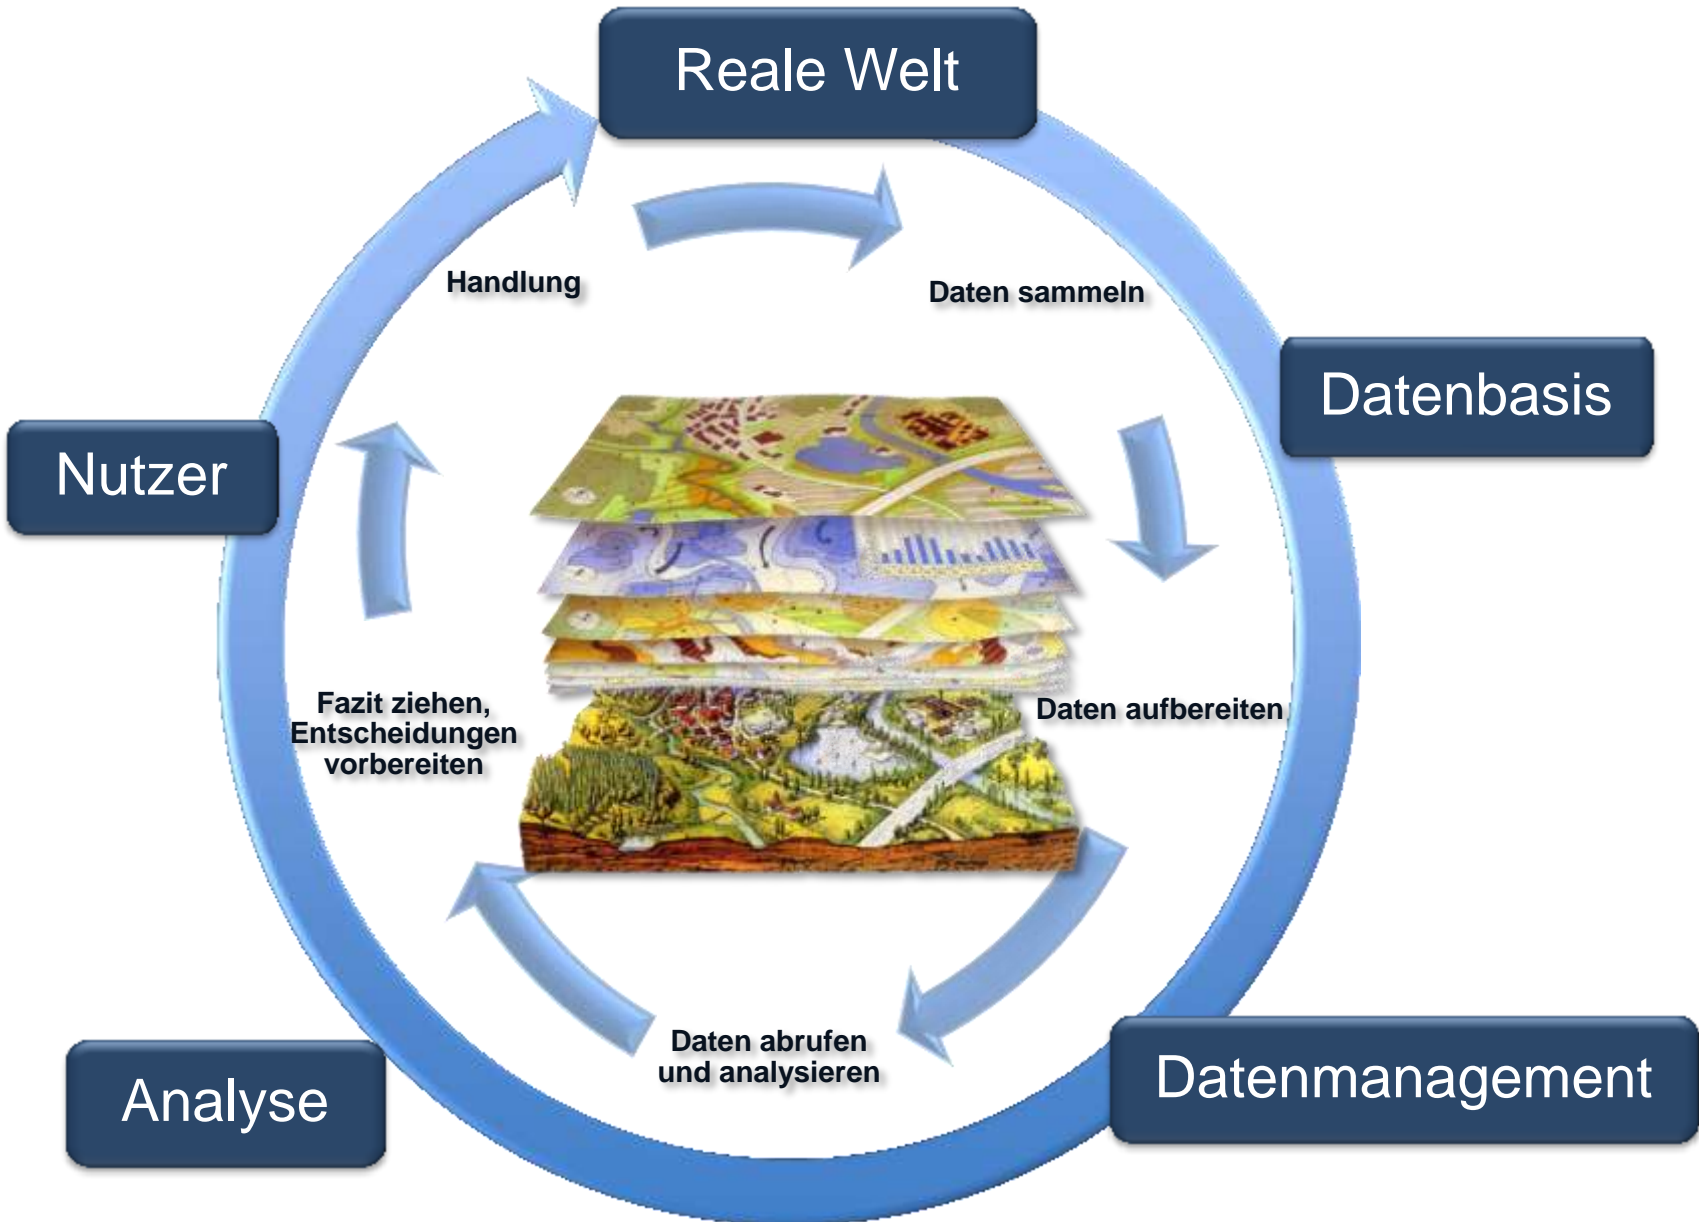 Reale Welt
Handlung
Daten sammeln
Datenbasis
Nutzer
Fazit ziehen,
Entscheidungen
vorbereiten
Daten aufbereiten
Daten abrufen
und analysieren
Analyse
Datenmanagement